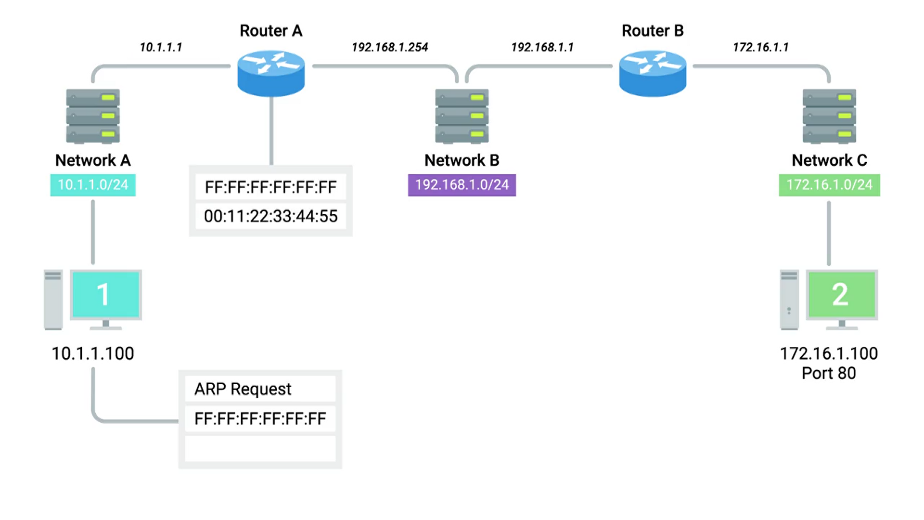 Router A
Router B
10.1.1.1
192.168.1.254
192.168.1.1
172.16.1.1
Network A
10.1.1.0/24
Network B
192.168.1.0/24
Network C
172.16.1.0/24
FF:FF:FF:FF:FF:FF
00:11:22:33:44:55
1
10.1.1.100
2
172.16.1.100
Port 80
ARP Request
FF:FF:FF:FF:FF:FF